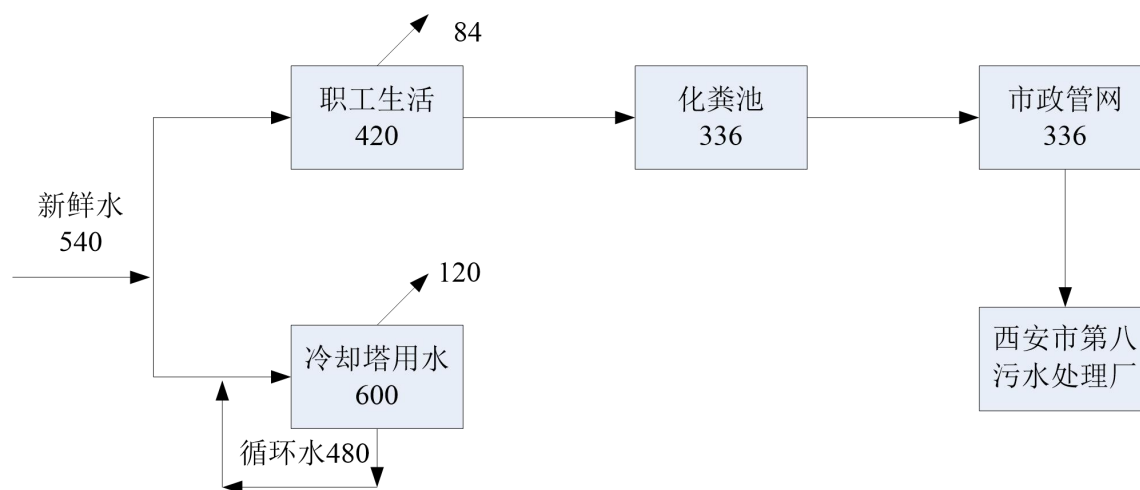 84
职工生活
420
化粪池
336
市政管网
336
新鲜水
540
120
冷却塔用水
600
循环水480
西安市第八
污水处理厂